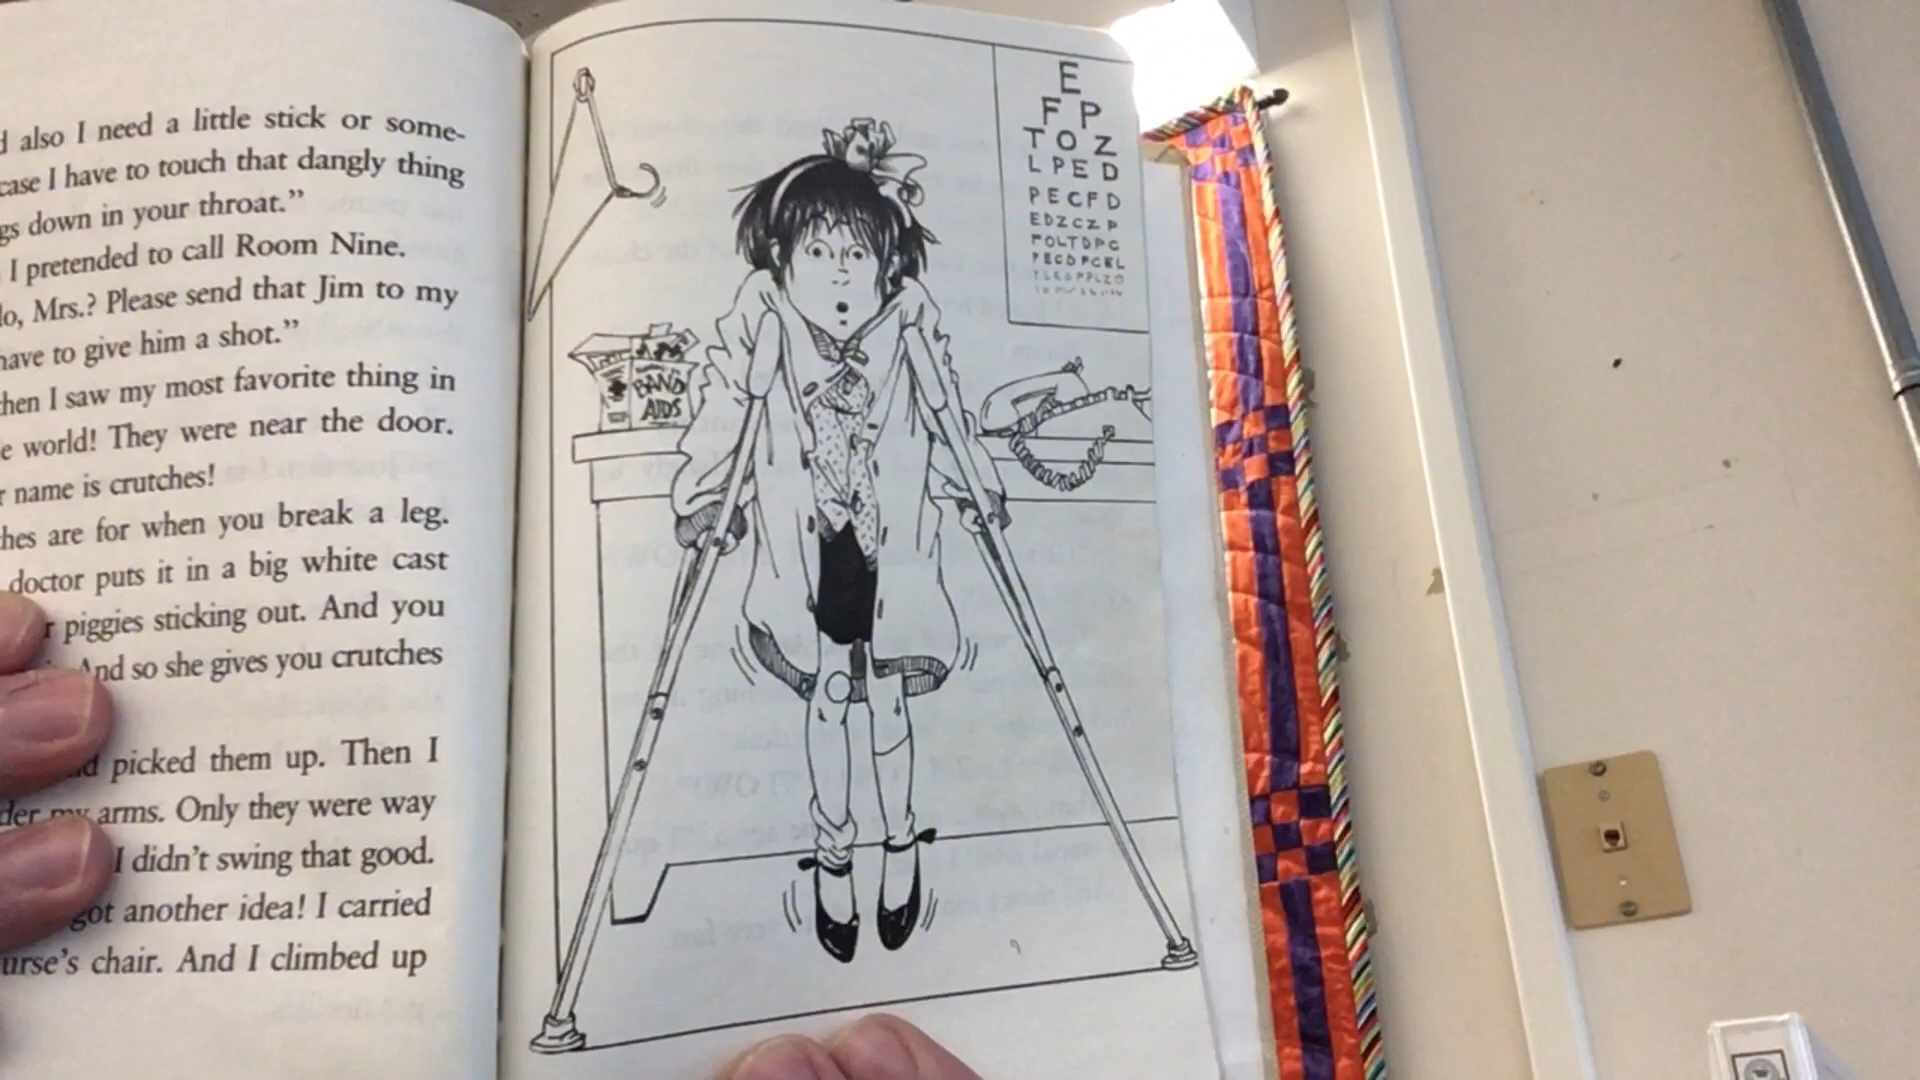 also I need a little stick or some-
case I have to touch that dangly thing
down in your throat.”
I pretended to call Room Nine.
Mrs.? Please send that Jim to my
have to give him a shot.”
I saw my most favorite thing in
world! They were near the door.
name is crutches!
are for when you break a leg.
doctor puts it in a big white cast
piggies sticking out. And you
And so she gives you crutches
picked them up. Then I
my arms. Only they were way
I didn’t swing that good.
got another idea! I carried
chair. And I climbed up
E
F P
T O Z
L P E D
P E C F D
E D Z C Z P
BAND
AIDS